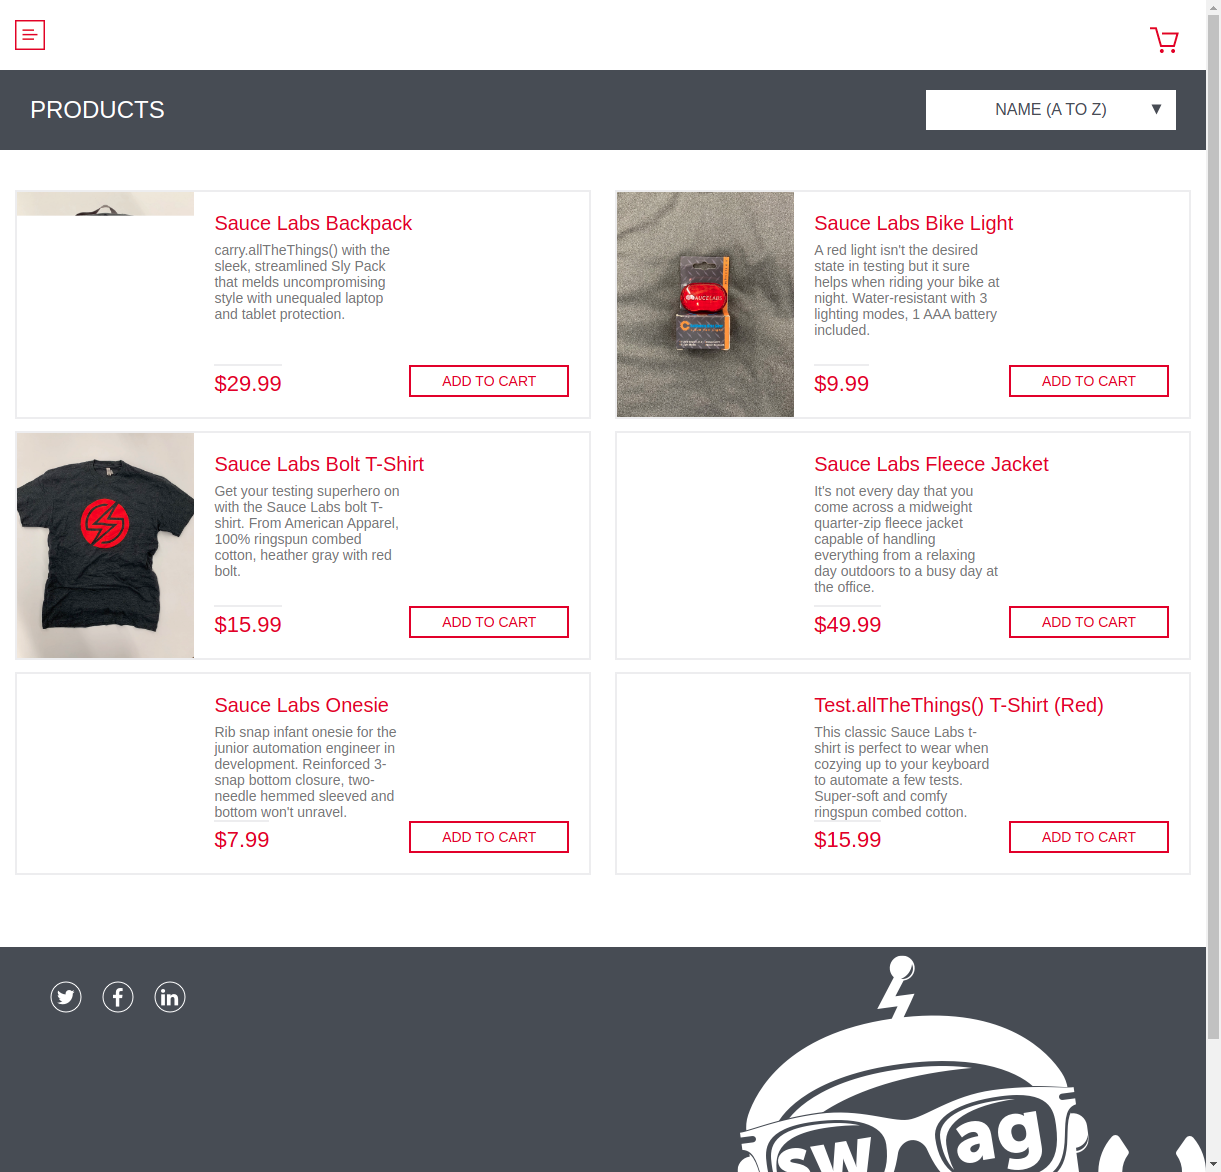 PRODUCTS
NAME (A TO Z)
Sauce Labs Backpack
carry.allTheThings() with the
sleek, streamlined Sly Pack
that melds uncompromising
style with unequaled laptop
and tablet protection.
$29.99
ADD TO CART
SAUCELABS
Sauce Labs Bike Light
A red light isn't the desired
state in testing but it sure
helps when riding your bike at
night. Water-resistant with 3
lighting modes, 1 AAA battery
included.
$9.99
ADD TO CART
Sauce Labs Bolt T-Shirt
Get your testing superhero on
with the Sauce Labs bolt T-
shirt. From American Apparel,
100% ringspun combed
cotton, heather gray with red
bolt.
$15.99
ADD TO CART
Sauce Labs Fleece Jacket
It's not every day that you
come across a midweight
quarter-zip fleece jacket
capable of handling
everything from a relaxing
day outdoors to a busy day at
the office.
$49.99
ADD TO CART
Sauce Labs Onesie
Rib snap infant onesie for the
junior automation engineer in
development. Reinforced 3-
snap bottom closure, two-
needle hemmed sleeved and
bottom won't unravel.
$7.99
ADD TO CART
Test.allTheThings() T-Shirt (Red)
This classic Sauce Labs t-
shirt is perfect to wear when
cozying up to your keyboard
to automate a few tests.
Super-soft and comfy
ringspun combed cotton.
$15.99
ADD TO CART
sw ag